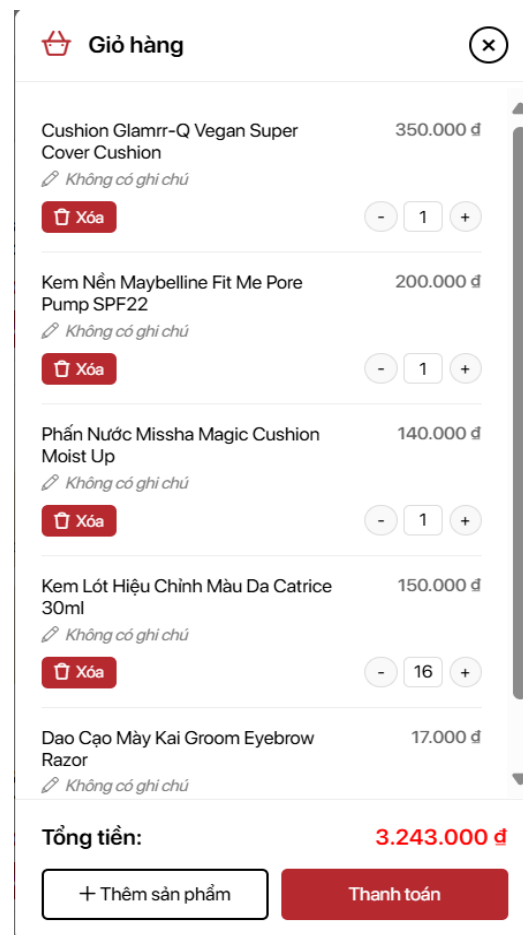 Giỏ hàng
Cushion Glamrr-Q Vegan Super 350.000 ₫
Cover Cushion
Không có ghi chú
Xóa - 1 +
Kem Nền Maybelline Fit Me Pore 200.000 ₫
Pump SPF22
Không có ghi chú
Xóa - 1 +
Phấn Nước Missha Magic Cushion 140.000 ₫
Moist Up
Không có ghi chú
Xóa - 1 +
Kem Lót Hiệu Chỉnh Màu Da Catrice 150.000 ₫
30ml
Không có ghi chú
Xóa - 16 +
Dao Cạo Mày Kai Groom Eyebrow 17.000 ₫
Razor
Không có ghi chú
Tổng tiền: 3.243.000 ₫
+ Thêm sản phẩm Thanh toán